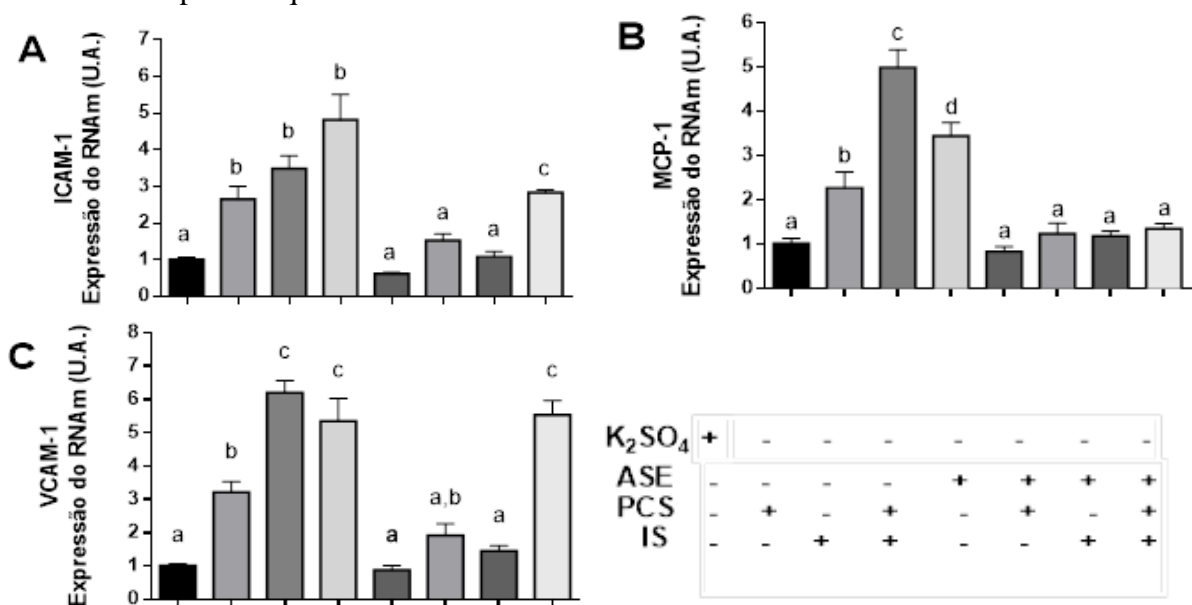 A
ICAM-1
Expressão do RNAm (U.A.)
7
6
5
4
3
2
1
0
a
b
b
b
a
a
a
c
B
MCP-1
Expressão do RNAm (U.A.)
6
5
4
3
2
1
0
a
b
c
d
a
a
a
a
C
VCAM-1
Expressão do RNAm (U.A.)
8
7
6
5
4
3
2
1
0
a
b
c
c
a
a,b
a
c
K₂SO₄ + - - - - - - -
ASE - - - - + + + +
PCS - + - + - + - +
IS - - + + - - + +